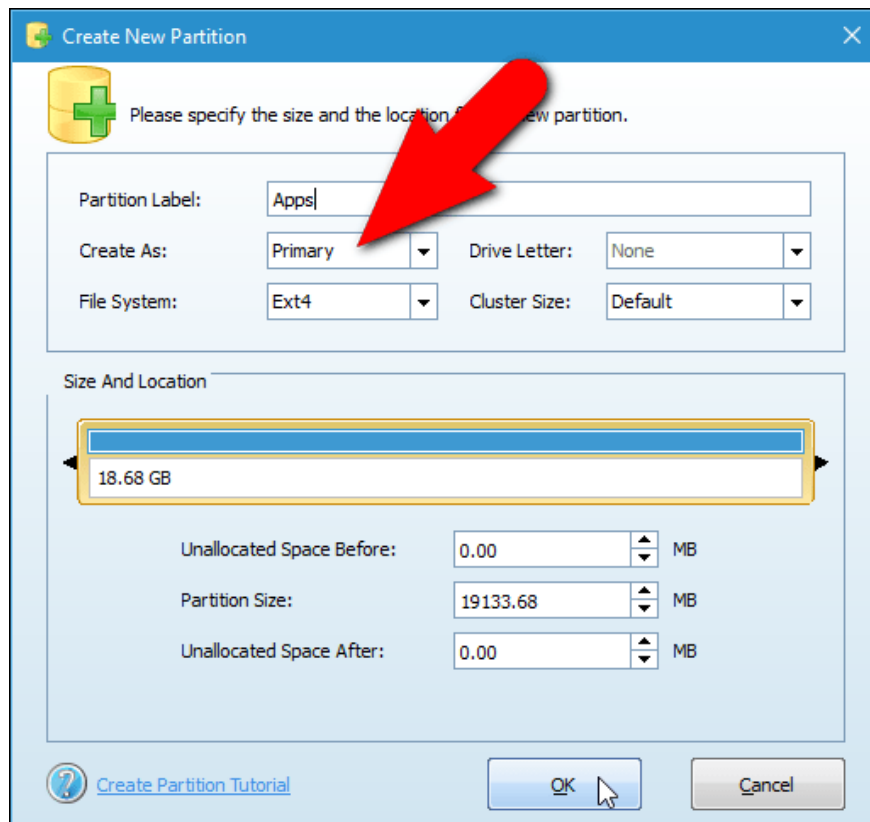 Create New Partition
Please specify the size and the location new partition.
Partition Label: Apps
Create As: Primary Drive Letter: None
File System: Ext4 Cluster Size: Default
Size And Location
18.68 GB
Unallocated Space Before: 0.00 MB
Partition Size: 19133.68 MB
Unallocated Space After: 0.00 MB
Create Partition Tutorial OK Cancel